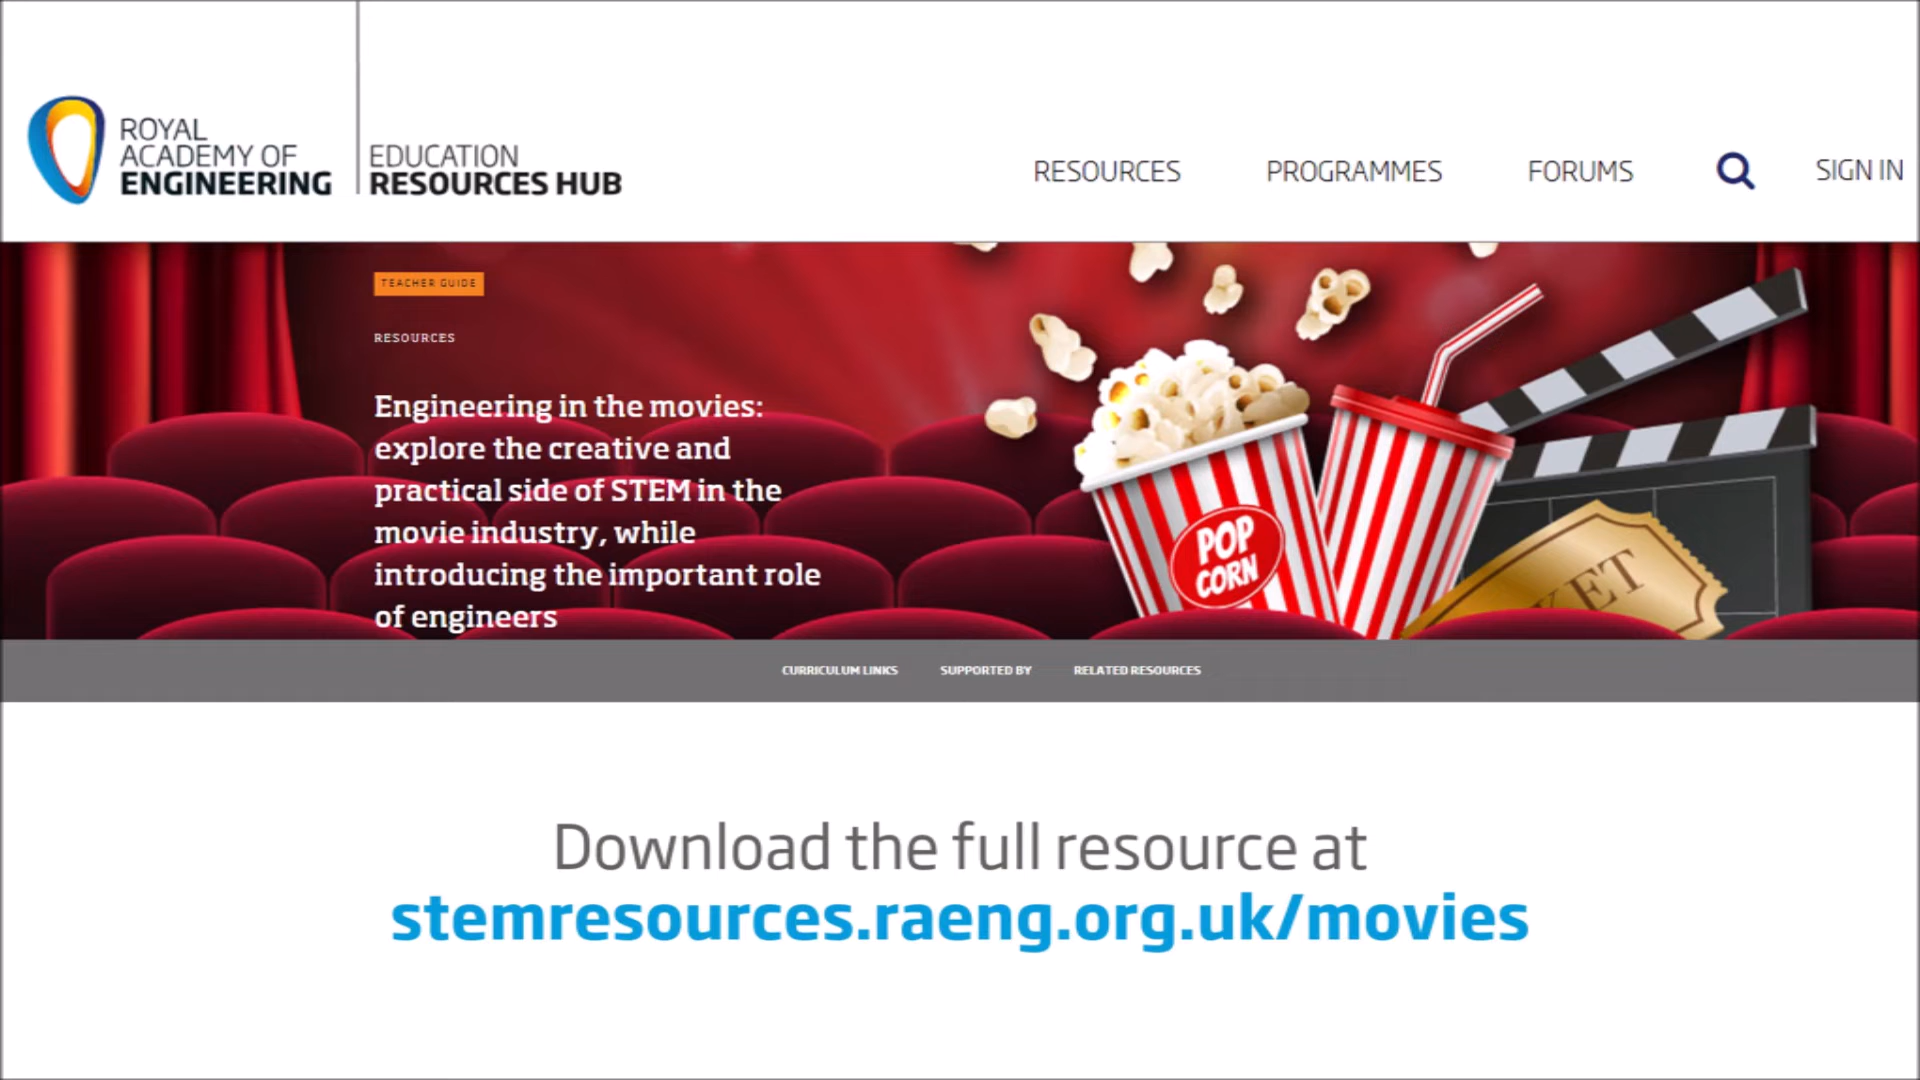 ROYAL
ACADEMY OF
ENGINEERING
EDUCATION
RESOURCES HUB
RESOURCES
PROGRAMMES
FORUMS
SIGN IN
TEACHER GUIDE
RESOURCES
Engineering in the movies:
explore the creative and
practical side of STEM in the
movie industry, while
introducing the important role
of engineers
POP
CORN
KET
CURRICULUM LINKS
SUPPORTED BY
RELATED RESOURCES
Download the full resource at
stemresources.raeng.org.uk/movies